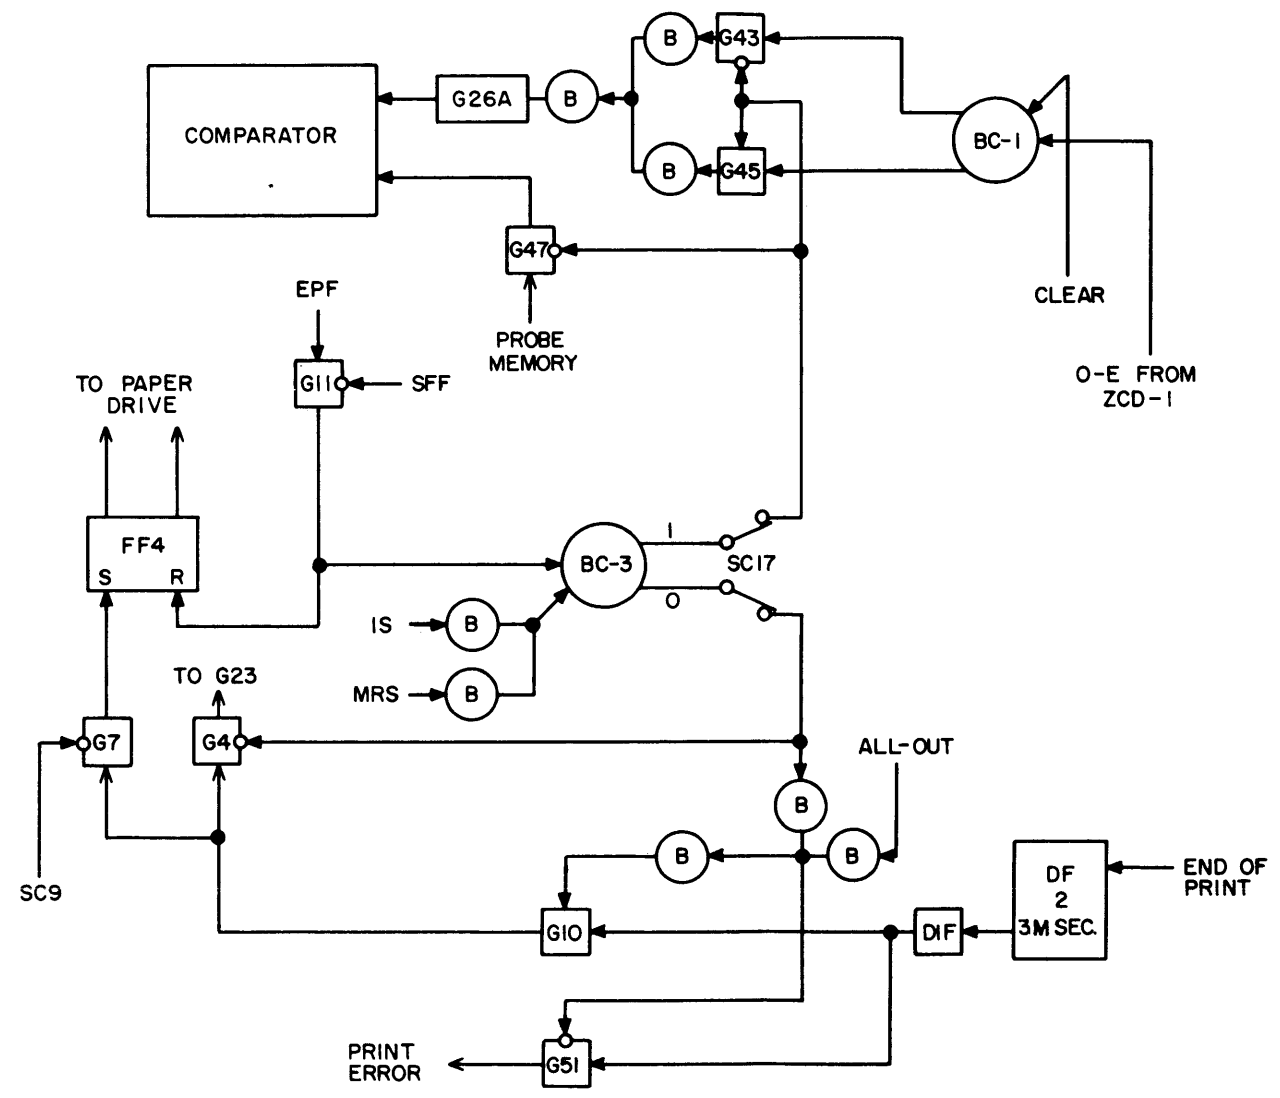 B
G43
G26A
B
COMPARATOR
BC-1
B
G45
G47
EPF
CLEAR
PROBE
MEMORY
G11
SFF
O-E FROM
ZCD-1
TO PAPER
DRIVE
FF4
S R
1
BC-3
SC17
0
IS
B
MRS
B
TO G23
G7
G4
ALL-OUT
B
B
B
SC9
DF
2
3M SEC.
END OF
PRINT
G10
DIF
PRINT
ERROR
G51